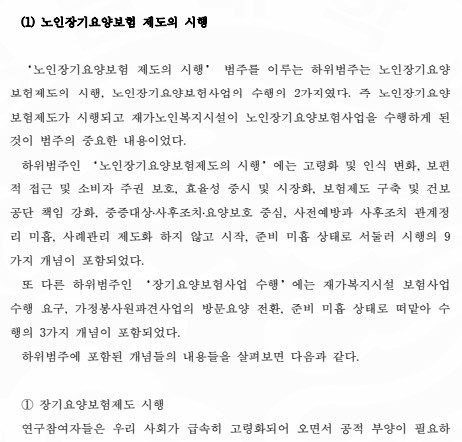 (1) 노인장기요양보험 제도의 시행
'노인장기요양보험 제도의 시행' 범주를 이루는 하위범주는 노인장기요양
보험제도의 시행, 노인장기요양보험사업의 수행의 2가지였다. 즉 노인장기요양
보험제도가 시행되고 재가노인복지시설이 노인장기요양보험사업을 수행하게 된
것이 범주의 중요한 내용이었다.
하위범주인 '노인장기요양보험제도의 시행'에는 고령화 및 인식 변화, 보편
적 접근 및 소비자 주권 보호, 효율성 중시 및 시장화, 보험제도 구축 및 건보
공단 책임 강화, 중증대상·사후조치·요양보호 중심, 사전예방과 사후조치 관계정
리 미흡, 사례관리 제도화 하지 않고 시작, 준비 미흡 상태로 서둘러 시행의 9
가지 개념이 포함되었다.
또 다른 하위범주인 '장기요양보험사업 수행'에는 재가복지시설 보험사업
수행 요구, 가정봉사원파견사업의 방문요양 전환, 준비 미흡 상태로 떠맡아 수
행의 3가지 개념이 포함되었다.
하위범주에 포함된 개념들의 내용들을 살펴보면 다음과 같다.
① 장기요양보험제도 시행
연구참여자들은 우리 사회가 급속히 고령화되어 오면서 공적 부양이 필요하